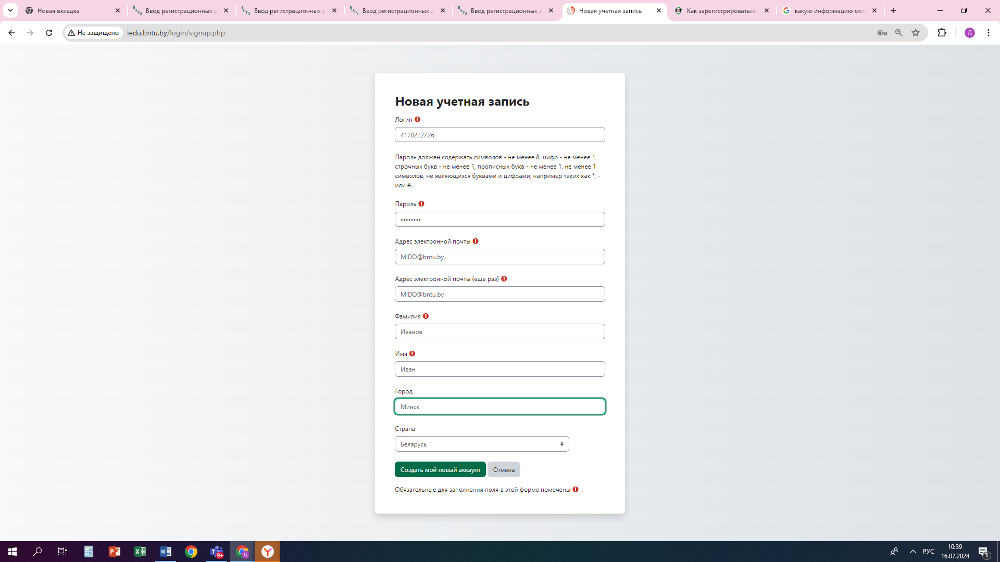 Новая вкладка
Ввод регистрационных д
Ввод регистрационных д
Ввод регистрационных д
Ввод регистрационных д
Новая учетная запись
Как зарегистрироваться
какую информацию мож
Не защищено
iedu.bntu.by/login/signup.php
Д
Новая учетная запись
Логин
4170222226
Пароль должен содержать символов - не менее 8, цифр - не менее 1,
строчных букв - не менее 1, прописных букв - не менее 1, не менее 1
символов, не являющихся буквами и цифрами, например таких как *, -
или #.
Пароль
••••••••
Адрес электронной почты
MIDO@bntu.by
Адрес электронной почты (еще раз)
MIDO@bntu.by
Фамилия
Иванов
Имя
Иван
Город
Минск
Страна
Беларусь
Создать мой новый аккаунт
Отмена
Обязательные для заполнения поля в этой форме помечены .
9+
Д
РУС
10:39
16.07.2024
1